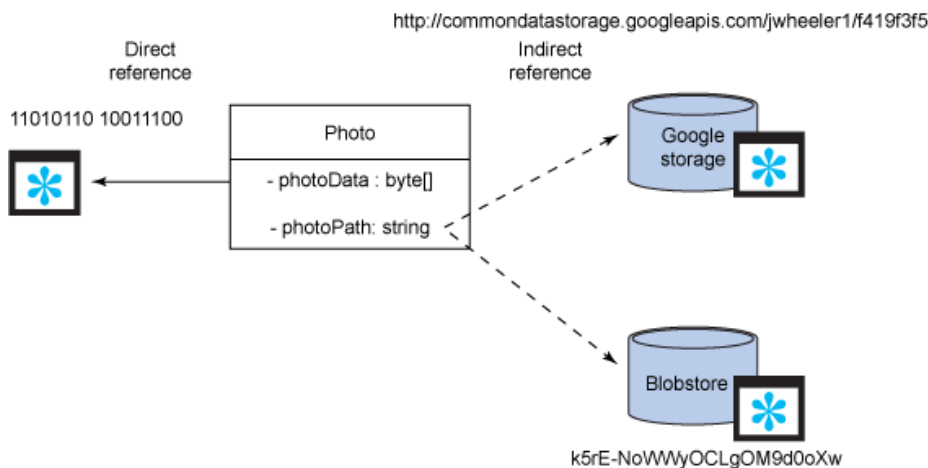 http://commondatastorage.googleapis.com/jwheeler1/f419f3f5
Direct
reference
Indirect
reference
11010110 10011100
Photo
- photoData : byte[]
- photoPath: string
Google
storage
Blobstore
k5rE-NoWWyOCLgOM9d0oXw